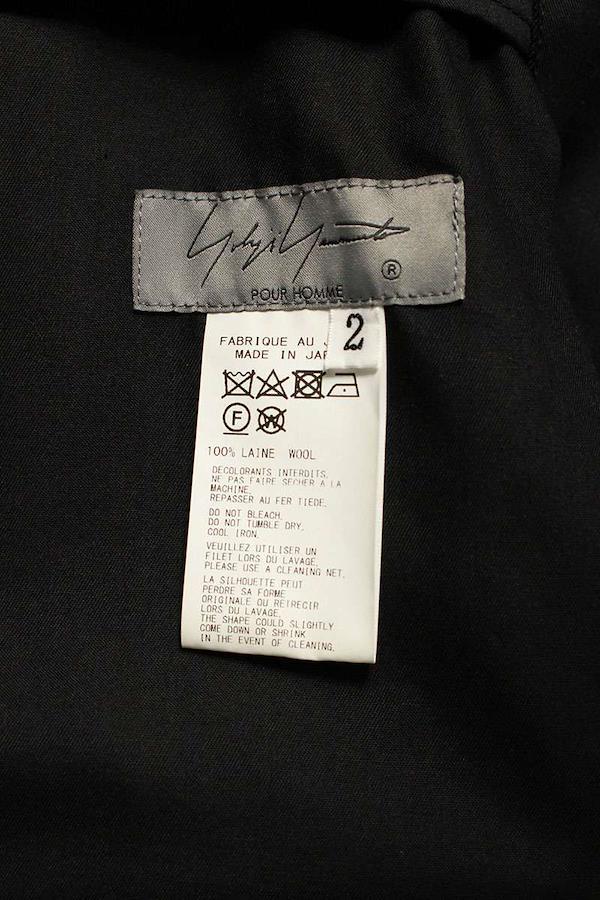 Yohji Yamamoto
®
POUR HOMME
2
FABRIQUE AU
MADE IN
F
W
100% LAINE WOOL
DECOLORANTS INTERDITS.
NE PAS FAIRE SECHER A LA
MACHINE.
REPASSER AU FER TIEDE.
DO NOT BLEACH.
DO NOT TUMBLE DRY.
COOL IRON.
VEUILLEZ UTILISER UN
FILET LORS DU LAVAGE.
PLEASE USE A CLEANING NET.
LA SILHOUETTE PEUT
PERDRE SA FORME
ORIGINALE OU RETRECIR
LORS DU LAVAGE.
THE SHAPE COULD SLIGHTLY
COME DOWN OR SHRINK
IN THE EVENT OF CLEANING.